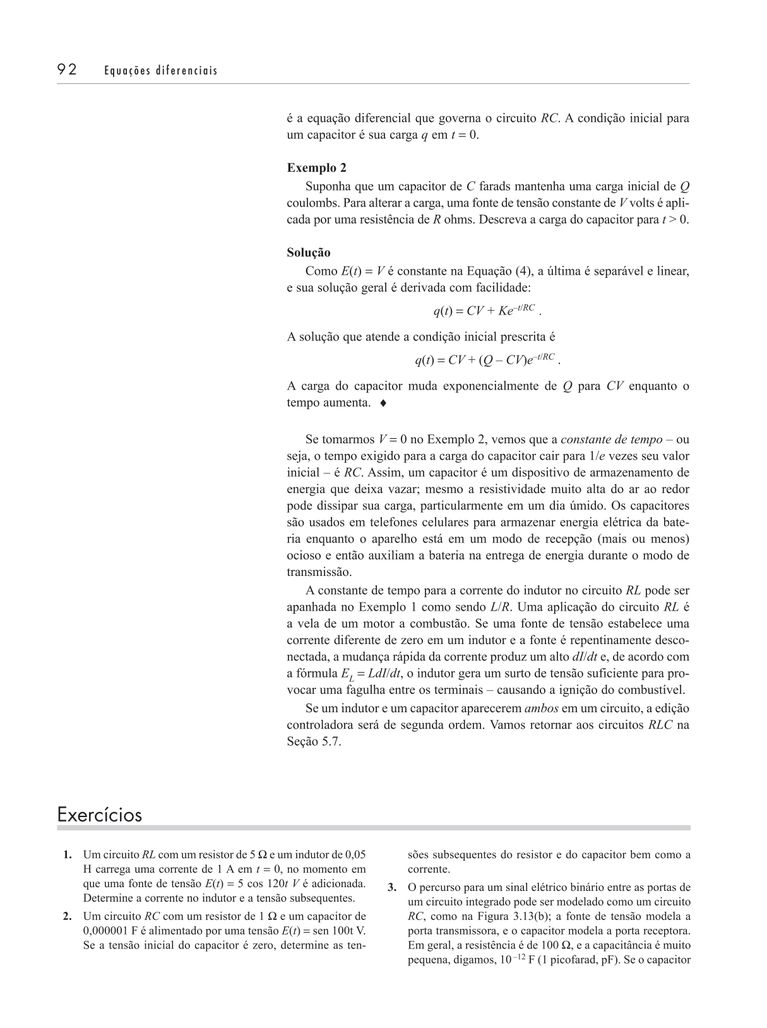 92 Equações diferenciais
é a equação diferencial que governa o circuito RC. A condição inicial para
um capacitor é sua carga q em t = 0.
Exemplo 2
Suponha que um capacitor de C farads mantenha uma carga inicial de Q
coulombs. Para alterar a carga, uma fonte de tensão constante de V volts é apli-
cada por uma resistência de R ohms. Descreva a carga do capacitor para t > 0.
Solução
Como E(t) = V é constante na Equação (4), a última é separável e linear,
e sua solução geral é derivada com facilidade:
q(t) = CV + Ke^–t/RC .
A solução que atende a condição inicial prescrita é
q(t) = CV + (Q – CV)e^–t/RC .
A carga do capacitor muda exponencialmente de Q para CV enquanto o
tempo aumenta. ♦
Se tomarmos V = 0 no Exemplo 2, vemos que a constante de tempo – ou
seja, o tempo exigido para a carga do capacitor cair para 1/e vezes seu valor
inicial – é RC. Assim, um capacitor é um dispositivo de armazenamento de
energia que deixa vazar; mesmo a resistividade muito alta do ar ao redor
pode dissipar sua carga, particularmente em um dia úmido. Os capacitores
são usados em telefones celulares para armazenar energia elétrica da bate-
ria enquanto o aparelho está em um modo de recepção (mais ou menos)
ocioso e então auxiliam a bateria na entrega de energia durante o modo de
transmissão.
A constante de tempo para a corrente do indutor no circuito RL pode ser
apanhada no Exemplo 1 como sendo L/R. Uma aplicação do circuito RL é
a vela de um motor a combustão. Se uma fonte de tensão estabelece uma
corrente diferente de zero em um indutor e a fonte é repentinamente desco-
nectada, a mudança rápida da corrente produz um alto dI/dt e, de acordo com
a fórmula E_L = LdI/dt, o indutor gera um surto de tensão suficiente para pro-
vocar uma fagulha entre os terminais – causando a ignição do combustível.
Se um indutor e um capacitor aparecerem ambos em um circuito, a edição
controladora será de segunda ordem. Vamos retornar aos circuitos RLC na
Seção 5.7.
Exercícios
1. Um circuito RL com um resistor de 5 Ω e um indutor de 0,05
H carrega uma corrente de 1 A em t = 0, no momento em
que uma fonte de tensão E(t) = 5 cos 120t V é adicionada.
Determine a corrente no indutor e a tensão subsequentes.
2. Um circuito RC com um resistor de 1 Ω e um capacitor de
0,000001 F é alimentado por uma tensão E(t) = sen 100t V.
Se a tensão inicial do capacitor é zero, determine as ten-
sões subsequentes do resistor e do capacitor bem como a
corrente.
3. O percurso para um sinal elétrico binário entre as portas de
um circuito integrado pode ser modelado como um circuito
RC, como na Figura 3.13(b); a fonte de tensão modela a
porta transmissora, e o capacitor modela a porta receptora.
Em geral, a resistência é de 100 Ω, e a capacitância é muito
pequena, digamos, 10^–12 F (1 picofarad, pF). Se o capacitor